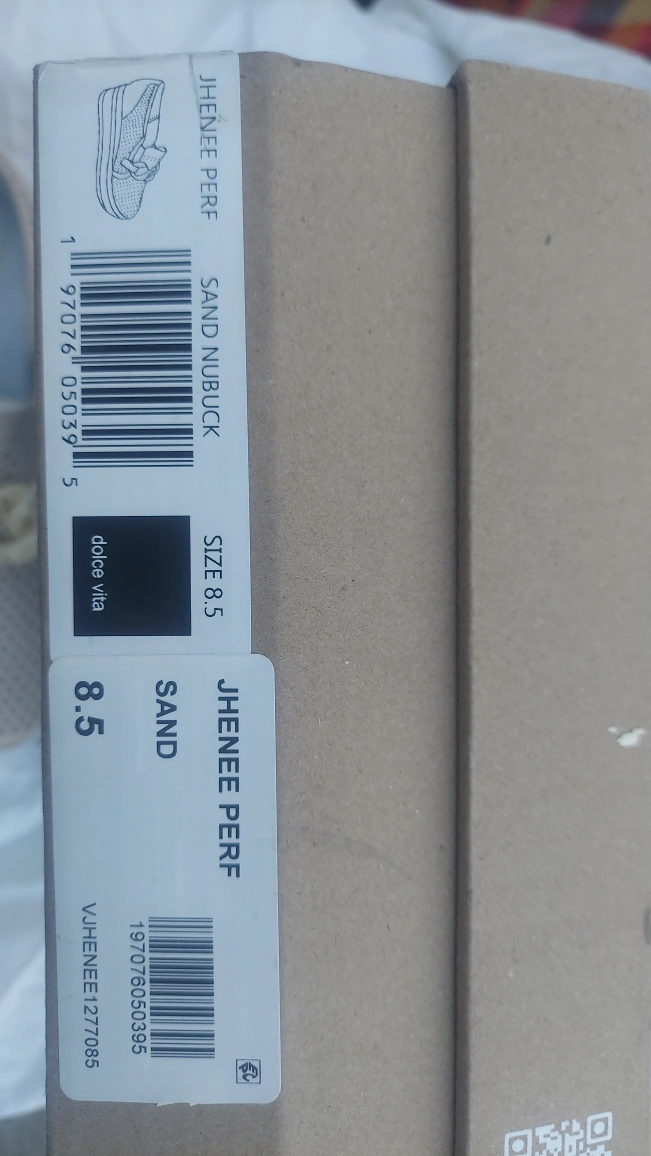 JHENEE PERF SAND NUBUCK SIZE 8.5
1 97076 05039 5
dolce vita
JHENEE PERF
SAND
8.5
197076050395
VJHENEE1277085